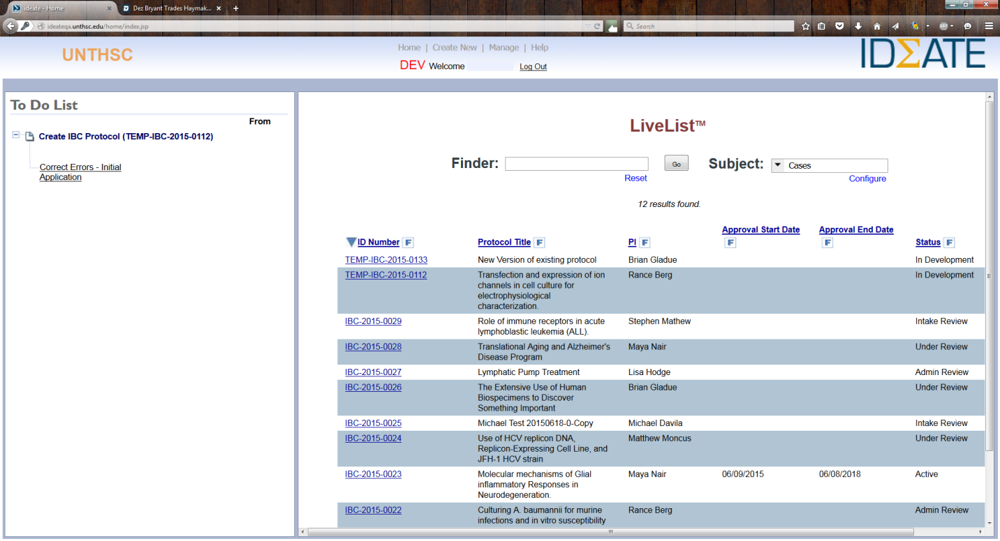 ideate - Home
Dez Bryant Trades Haymak...
ideateqa.unthsc.edu/home/index.jsp
Search
ABP
UNTHSC
Home | Create New | Manage | Help
DEV Welcome Log Out
IDΣATE
To Do List
From
Create IBC Protocol (TEMP-IBC-2015-0112)
Correct Errors - Initial
Application
LiveList™
Finder: Go Subject: Cases
Reset Configure
12 results found.
ID Number F Protocol Title F PI F Approval Start Date F Approval End Date F Status F
TEMP-IBC-2015-0133 New Version of existing protocol Brian Gladue In Development
TEMP-IBC-2015-0112 Transfection and expression of ion Rance Berg In Development
channels in cell culture for
electrophysiological
characterization.
IBC-2015-0029 Role of immune receptors in acute Stephen Mathew Intake Review
lymphoblastic leukemia (ALL).
IBC-2015-0028 Translational Aging and Alzheimer's Maya Nair Under Review
Disease Program
IBC-2015-0027 Lymphatic Pump Treatment Lisa Hodge Admin Review
IBC-2015-0026 The Extensive Use of Human Brian Gladue Under Review
Biospecimens to Discover
Something Important
IBC-2015-0025 Michael Test 20150618-0-Copy Michael Davila Intake Review
IBC-2015-0024 Use of HCV replicon DNA, Matthew Moncus Under Review
Replicon-Expressing Cell Line, and
JFH-1 HCV strain
IBC-2015-0023 Molecular mechanisms of Glial Maya Nair 06/09/2015 06/08/2018 Active
inflammatory Responses in
Neurodegeneration.
IBC-2015-0022 Culturing A. baumannii for murine Rance Berg Admin Review
infections and in vitro susceptibility